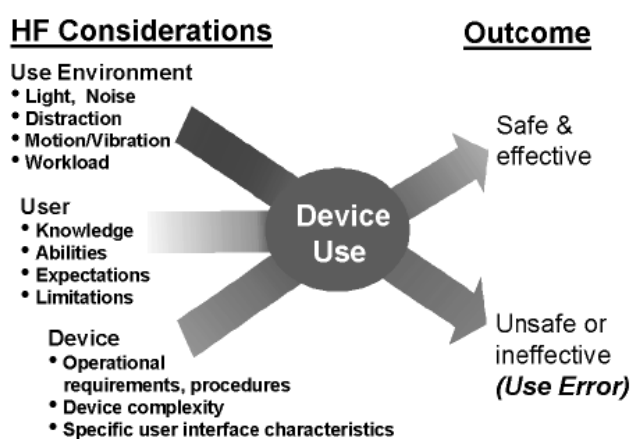 HF Considerations
Outcome
Use Environment
• Light, Noise
• Distraction
• Motion/Vibration
• Workload
User
• Knowledge
• Abilities
• Expectations
• Limitations
Device
• Operational
requirements, procedures
• Device complexity
• Specific user interface characteristics
Device
Use
Safe &
effective
Unsafe or
ineffective
(Use Error)